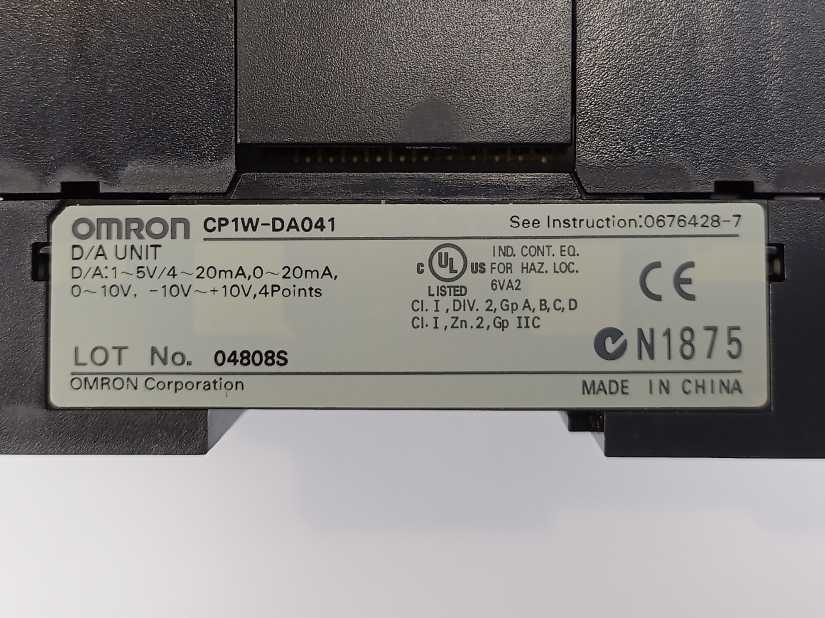 OMRON CP1W-DA041 See Instruction:0676428-7
D/A UNIT
D/A:1~5V/4~20mA,0~20mA,
0~10V, -10V~+10V,4Points
C UL US LISTED
IND. CONT. EQ.
FOR HAZ. LOC.
6VA2
Cl. I ,DIV. 2,Gp A,B,C,D
Cl. I ,Zn.2,Gp IIC
CE
N1875
LOT No. 04808S
OMRON Corporation MADE IN CHINA